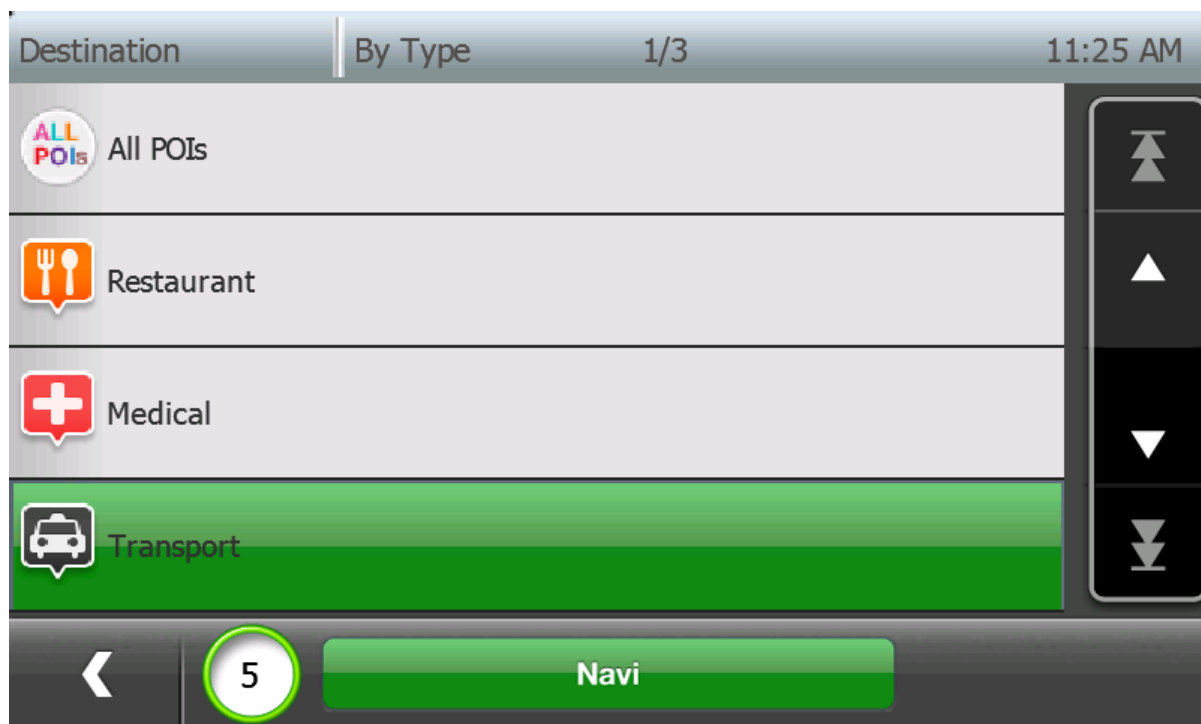 Destination By Type 1/3 11:25 AM
ALL
POIs
All POIs
Restaurant
Medical
Transport
5 Navi